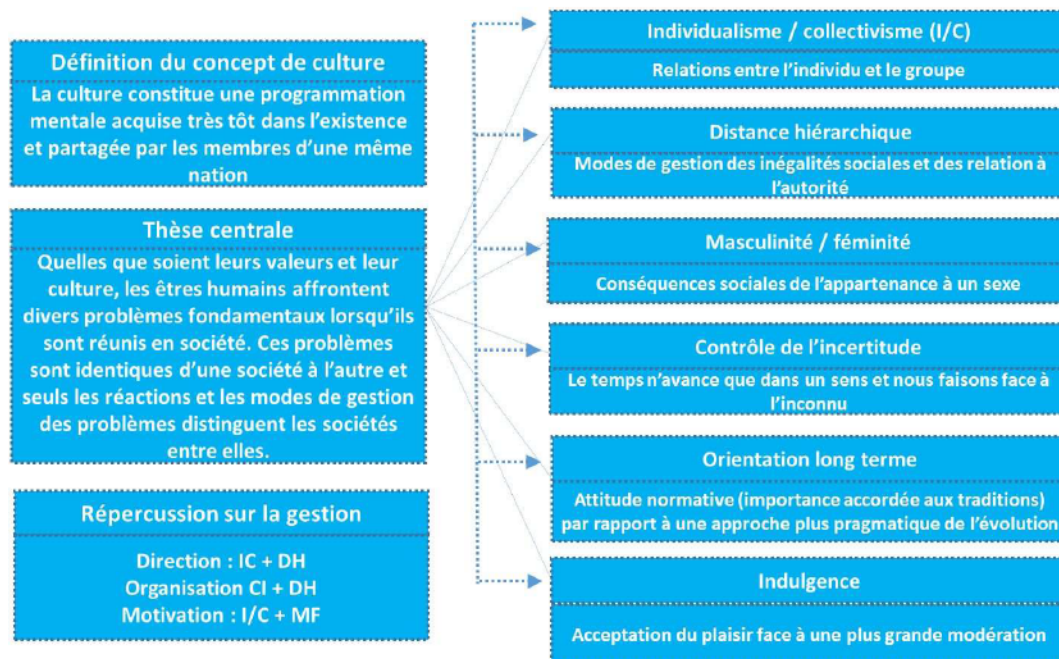 Définition du concept de culture
La culture constitue une programmation
mentale acquise très tôt dans l'existence
et partagée par les membres d'une même
nation
Thèse centrale
Quelles que soient leurs valeurs et leur
culture, les êtres humains affrontent
divers problèmes fondamentaux lorsqu'ils
sont réunis en société. Ces problèmes
sont identiques d'une société à l'autre et
seuls les réactions et les modes de gestion
des problèmes distinguent les sociétés
entre elles.
Répercussion sur la gestion
Direction : IC + DH
Organisation CI + DH
Motivation : I/C + MF
Individualisme / collectivisme (I/C)
Relations entre l'individu et le groupe
Distance hiérarchique
Modes de gestion des inégalités sociales et des relation à
l'autorité
Masculinité / féminité
Conséquences sociales de l'appartenance à un sexe
Contrôle de l'incertitude
Le temps n'avance que dans un sens et nous faisons face à
l'inconnu
Orientation long terme
Attitude normative (importance accordée aux traditions)
par rapport à une approche plus pragmatique de l'évolution
Indulgence
Acceptation du plaisir face à une plus grande modération